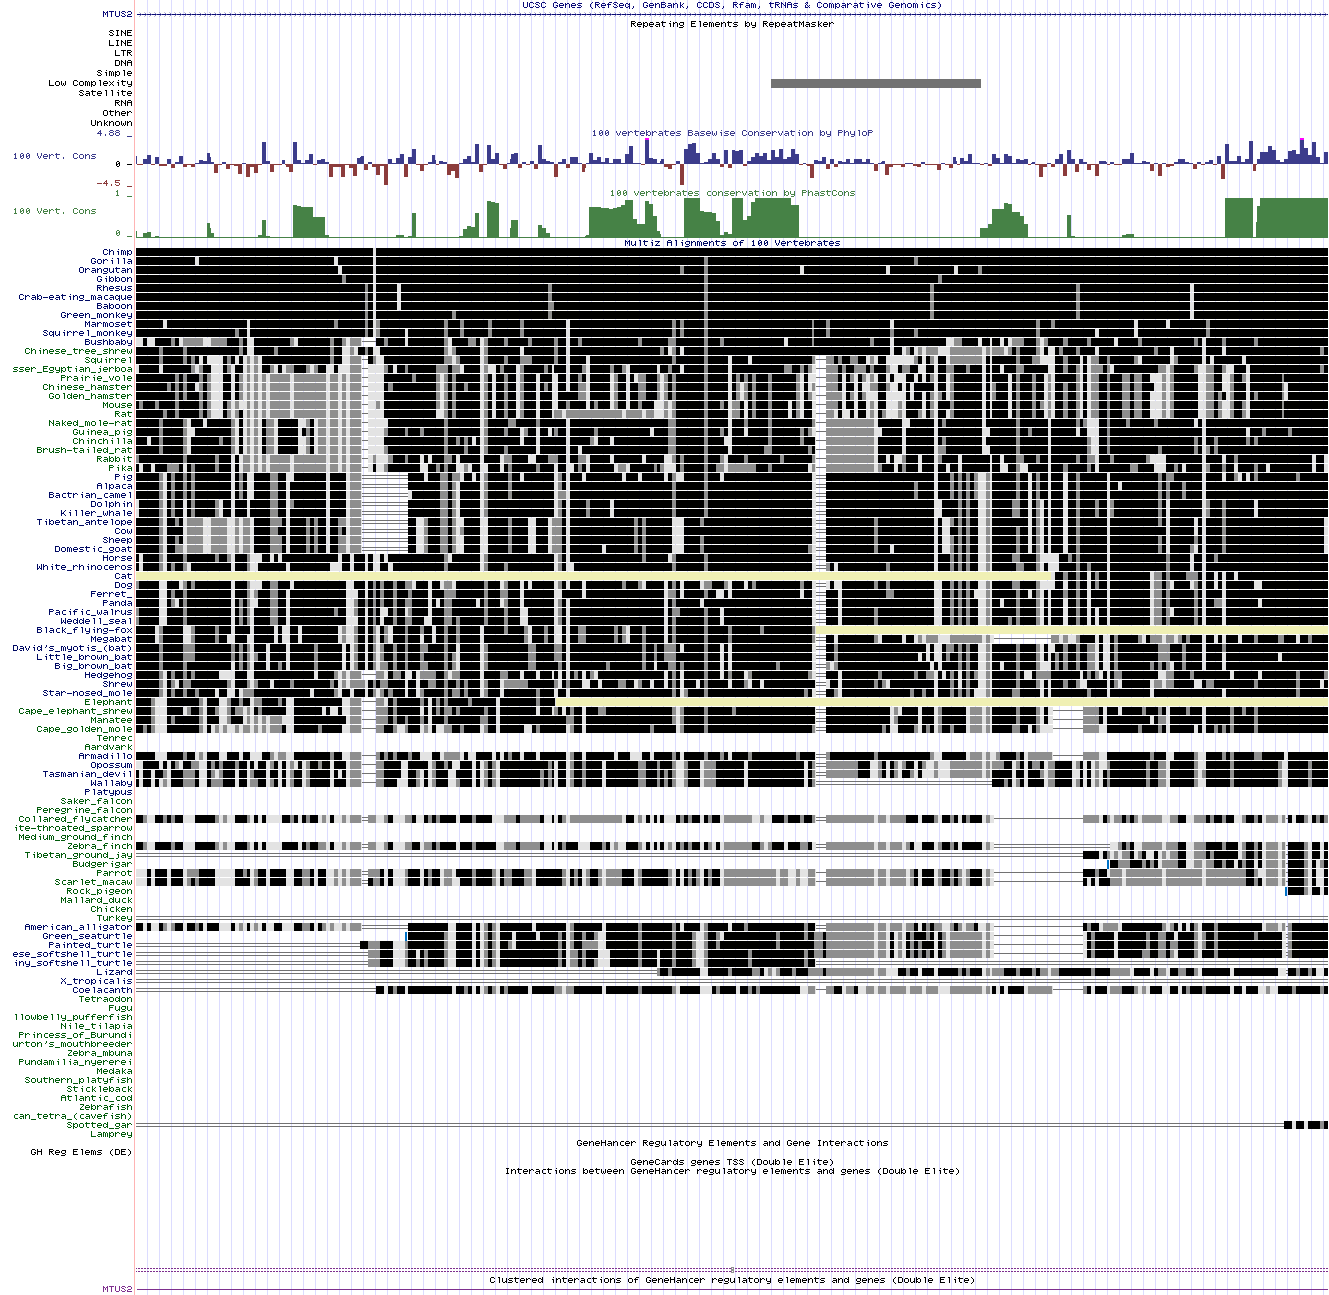 UCSC Genes (RefSeq, GenBank, CCDS, Rfam, tRNAs & Comparative Genomics)
MTUS2
Repeating Elements by RepeatMasker
SINE
LINE
LTR
DNA
Simple
Low Complexity
Satellite
RNA
Other
Unknown
4.88 _
100 vertebrates Basewise Conservation by PhyloP
100 Vert. Cons
0 _
-4.5 _
100 vertebrates conservation by PhastCons
1 _
100 Vert. Cons
0 _
Multiz Alignments of 100 Vertebrates
Chimp
Gorilla
Orangutan
Gibbon
Rhesus
Crab-eating_macaque
Baboon
Green_monkey
Marmoset
Squirrel_monkey
Bushbaby
Chinese_tree_shrew
Squirrel
sser_Egyptian_jerboa
Prairie_vole
Chinese_hamster
Golden_hamster
Mouse
Rat
Naked_mole-rat
Guinea_pig
Chinchilla
Brush-tailed_rat
Rabbit
Pika
Pig
Alpaca
Bactrian_camel
Dolphin
Killer_whale
Tibetan_antelope
Cow
Sheep
Domestic_goat
Horse
White_rhinoceros
Cat
Dog
Ferret_
Panda
Pacific_walrus
Weddell_seal
Black_flying-fox
Megabat
David's_myotis_(bat)
Little_brown_bat
Big_brown_bat
Hedgehog
Shrew
Star-nosed_mole
Elephant
Cape_elephant_shrew
Manatee
Cape_golden_mole
Tenrec
Aardvark
Armadillo
Opossum
Tasmanian_devil
Wallaby
Platypus
Saker_falcon
Peregrine_falcon
Collared_flycatcher
ite-throated_sparrow
Medium_ground_finch
Zebra_finch
Tibetan_ground_jay
Budgerigar
Parrot
Scarlet_macaw
Rock_pigeon
Mallard_duck
Chicken
Turkey
American_alligator
Green_seaturtle
Painted_turtle
ese_softshell_turtle
iny_softshell_turtle
Lizard
X_tropicalis
Coelacanth
Tetraodon
Fugu
llowbelly_pufferfish
Nile_tilapia
Princess_of_Burundi
urton's_mouthbreeder
Zebra_mbuna
Pundamilia_nyererei
Medaka
Southern_platyfish
Stickleback
Atlantic_cod
Zebrafish
can_tetra_(cavefish)
Spotted_gar
Lamprey
GeneHancer Regulatory Elements and Gene Interactions
GH Reg Elems (DE)
GeneCards genes TSS (Double Elite)
Interactions between GeneHancer regulatory elements and genes (Double Elite)
Clustered interactions of GeneHancer regulatory elements and genes (Double Elite)
MTUS2